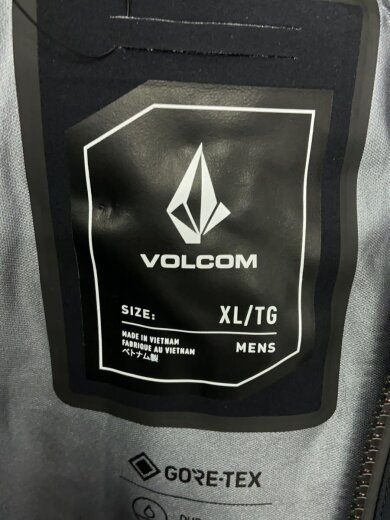 VOLCOM
SIZE: XL/TG
MADE IN VIETNAM
FABRIQUE AU VIETNAM
ベトナム製
MENS
GORE-TEX